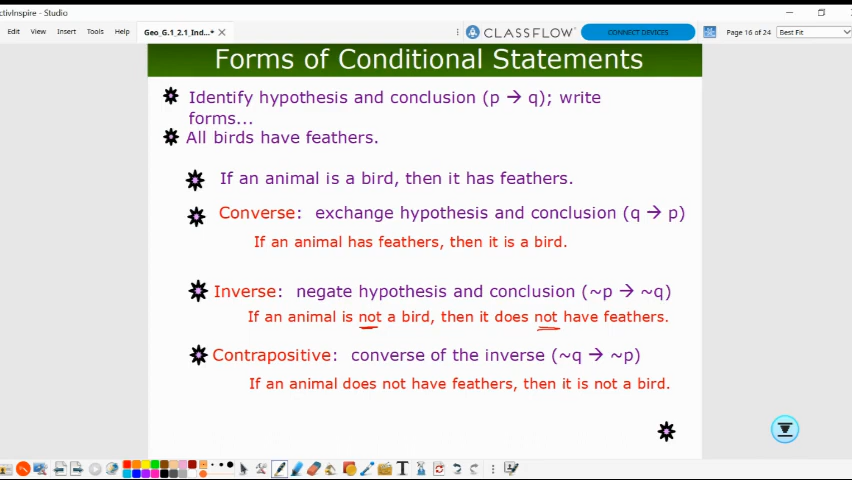 ctivInspire - Studio
Edit View Insert Tools Help Geo_G.1_2.1_Ind...* CLASSFLOW CONNECT DEVICES Page 16 of 24 Best Fit
Forms of Conditional Statements
Identify hypothesis and conclusion (p → q); write
forms...
All birds have feathers.
If an animal is a bird, then it has feathers.
Converse: exchange hypothesis and conclusion (q → p)
If an animal has feathers, then it is a bird.
Inverse: negate hypothesis and conclusion (~p → ~q)
If an animal is not a bird, then it does not have feathers.
Contrapositive: converse of the inverse (~q → ~p)
If an animal does not have feathers, then it is not a bird.